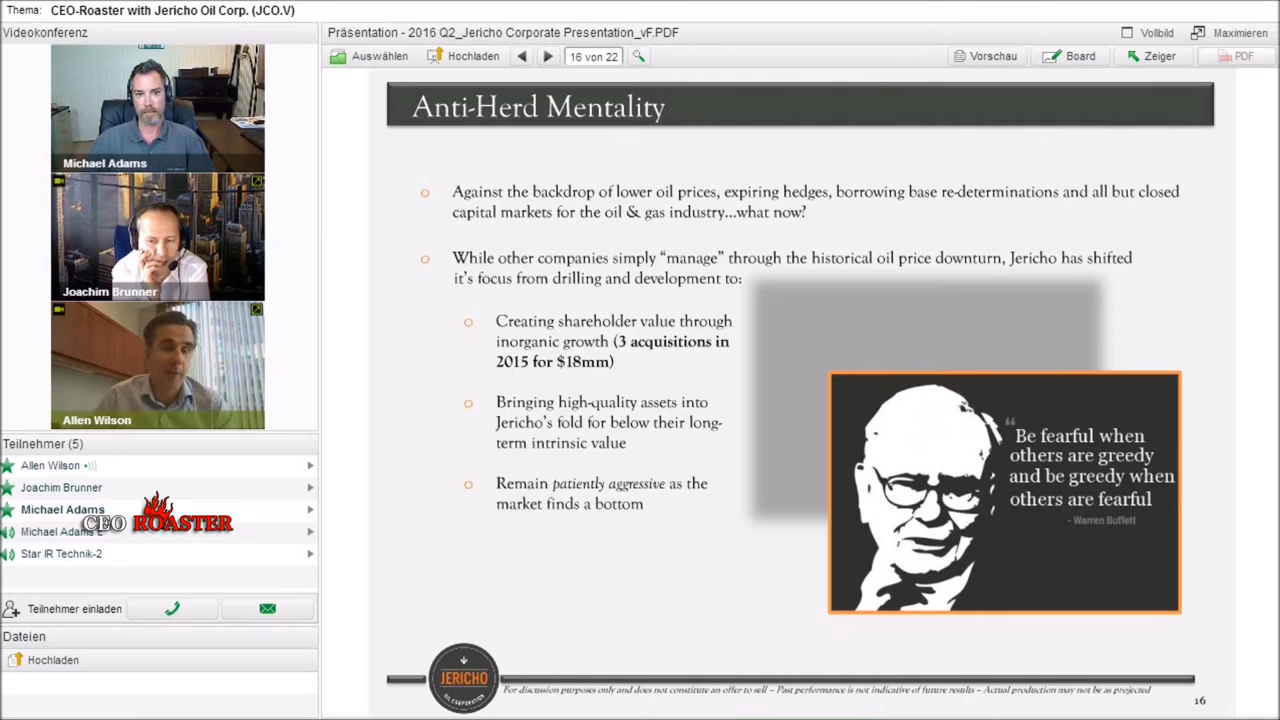 Thema: CEO-Roaster with Jericho Oil Corp. (JCO.V)
Videokonferenz
Michael Adams
Joachim Brunner
Allen Wilson
Teilnehmer (5)
Allen Wilson
Joachim Brunner
Michael Adams
CEO ROASTER
Michael Adams
Star IR Technik-2
Teilnehmer einladen
Dateien
Hochladen
Präsentation - 2016 Q2_Jericho Corporate Presentation_vF.PDF
Vollbild
Maximieren
Auswählen
Hochladen
16 von 22
Vorschau
Board
Zeiger
PDF
Anti-Herd Mentality
Against the backdrop of lower oil prices, expiring hedges, borrowing base re-determinations and all but closed
capital markets for the oil & gas industry...what now?
While other companies simply “manage” through the historical oil price downturn, Jericho has shifted
it’s focus from drilling and development to:
Creating shareholder value through
inorganic growth (3 acquisitions in
2015 for $18mm)
Bringing high-quality assets into
Jericho’s fold for below their long-
term intrinsic value
Remain patiently aggressive as the
market finds a bottom
“ Be fearful when
others are greedy
and be greedy when
others are fearful
- Warren Buffett
JERICHO
OIL CORPORATION
For discussion purposes only and does not constitute an offer to sell – Past performance is not indicative of future results – Actual production may not be as projected
16